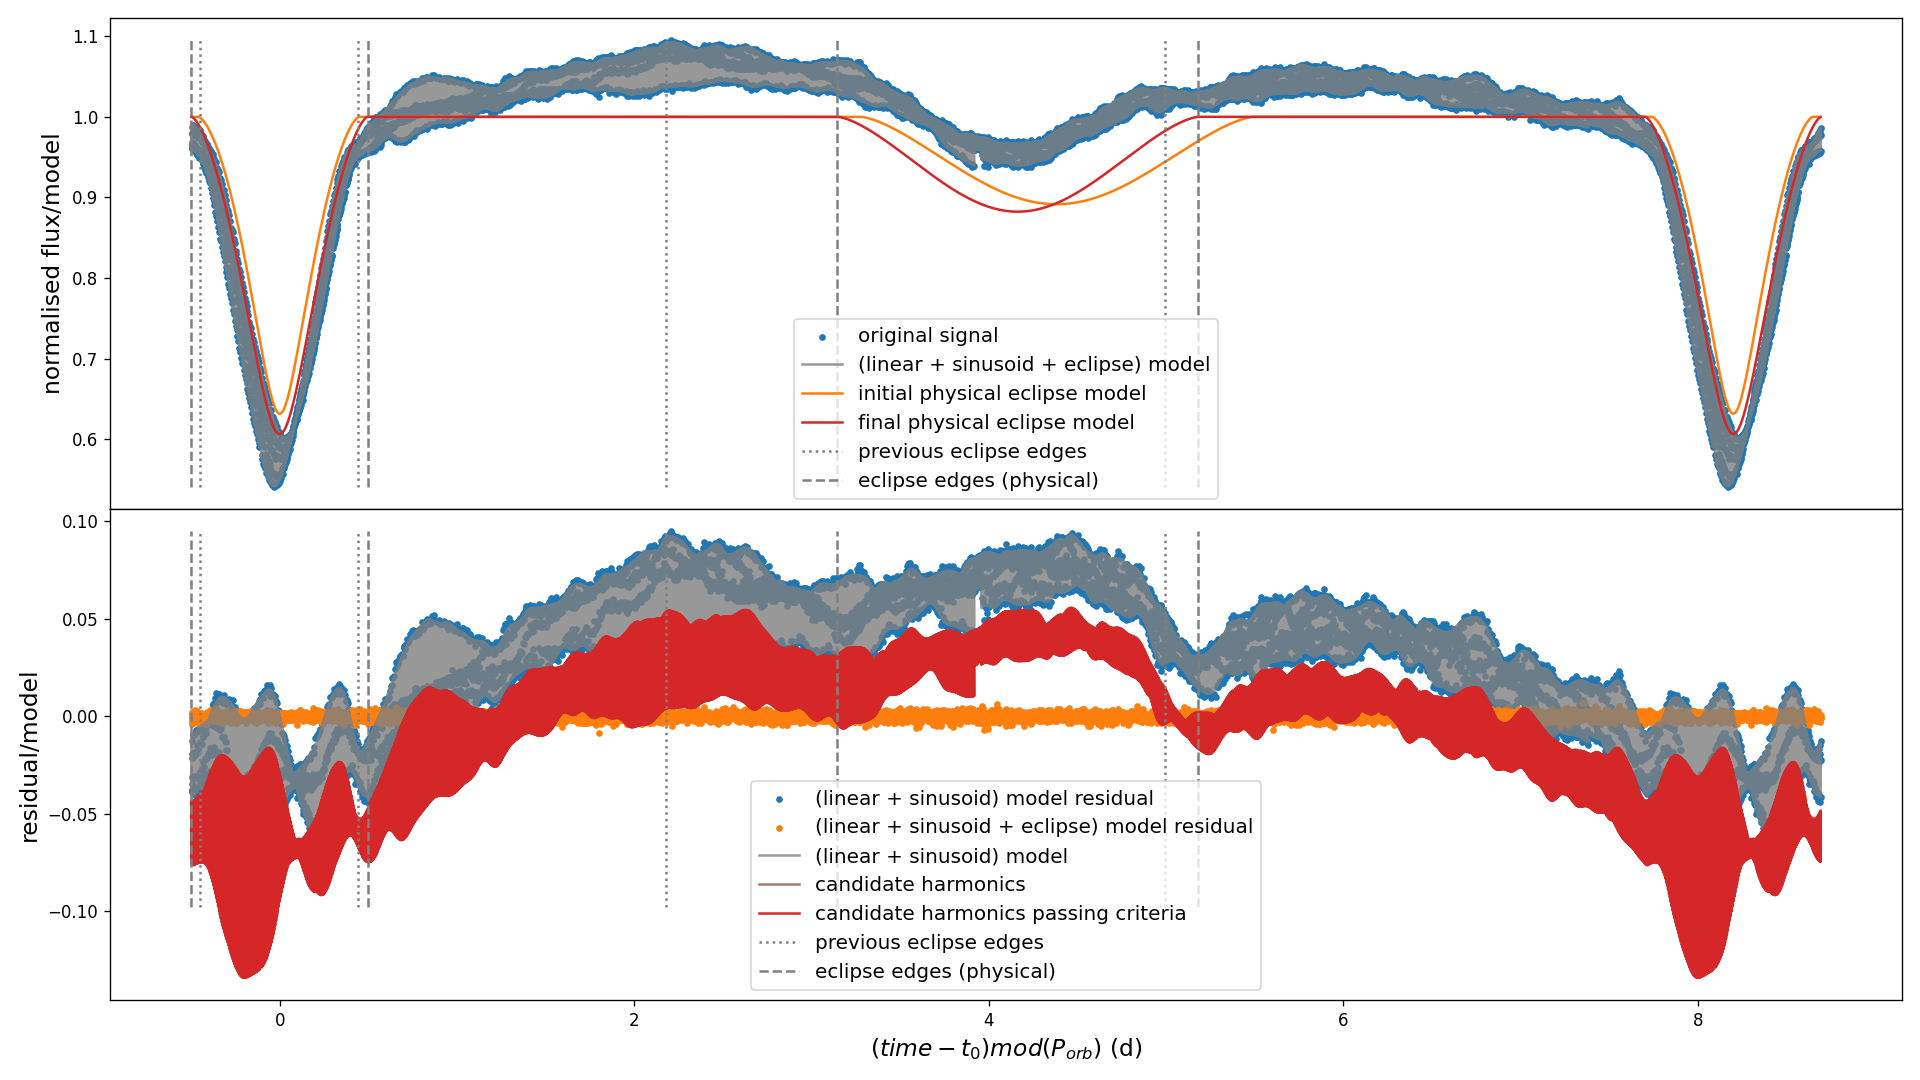 1.1
1.0
0.9
0.8
0.7
0.6
normalised flux/model
original signal
(linear + sinusoid + eclipse) model
initial physical eclipse model
final physical eclipse model
previous eclipse edges
eclipse edges (physical)
0.10
0.05
0.00
−0.05
−0.10
residual/model
(linear + sinusoid) model residual
(linear + sinusoid + eclipse) model residual
(linear + sinusoid) model
candidate harmonics
candidate harmonics passing criteria
previous eclipse edges
eclipse edges (physical)
0 2 4 6 8
(time − t₀)mod(Pₒᵣb) (d)